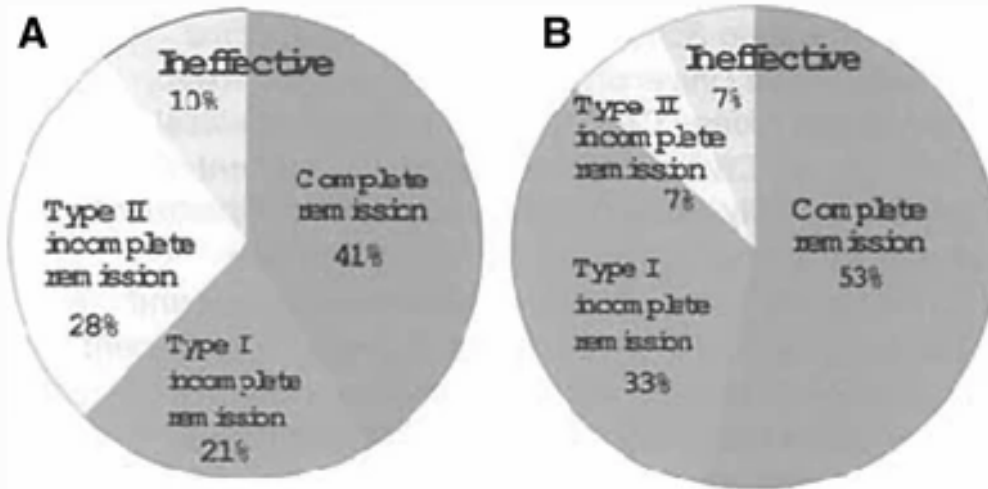 A
Ineffective
10%
Complete
remission
41%
Type II
incomplete
remission
28%
Type I
incomplete
remission
21%
B
Ineffective
7%
Type II
incomplete
remission
7%
Complete
remission
53%
Type I
incomplete
remission
33%